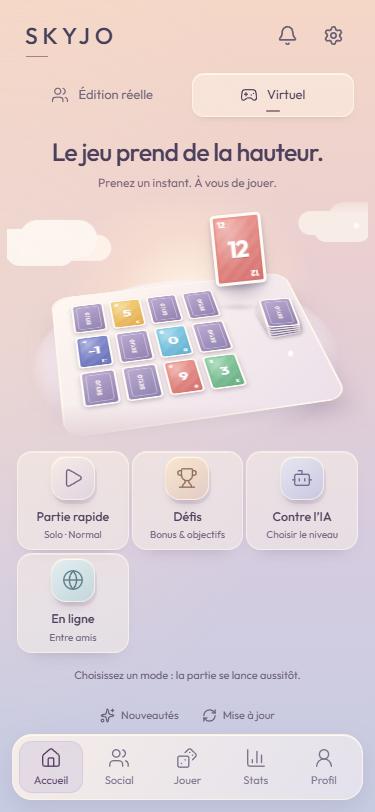 SKYJO
Édition réelle
Virtuel
Le jeu prend de la hauteur.
Prenez un instant. À vous de jouer.
12
12
12
5
-1
0
9
3
Partie rapide
Solo · Normal
Défis
Bonus & objectifs
Contre l'IA
Choisir le niveau
En ligne
Entre amis
Choisissez un mode : la partie se lance aussitôt.
Nouveautés
Mise à jour
Accueil
Social
Jouer
Stats
Profil